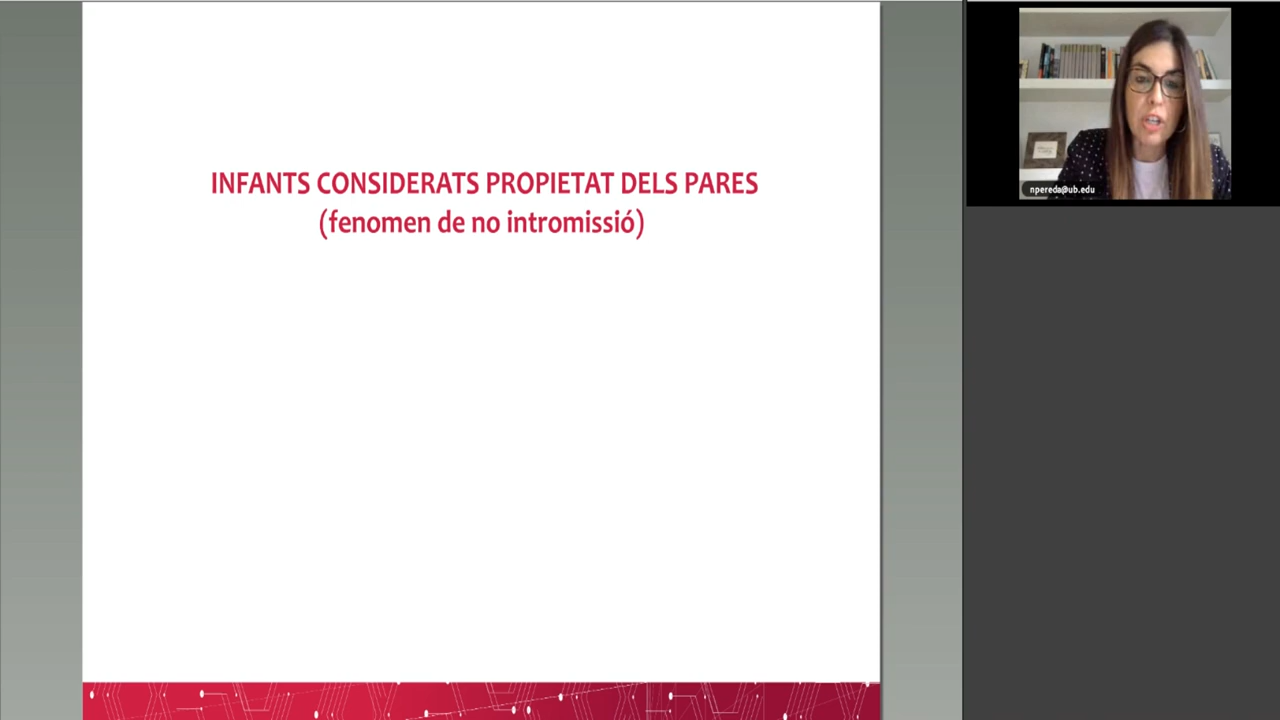 INFANTS CONSIDERATS PROPIETAT DELS PARES
(fenomen de no intromissió)
npereda@ub.edu